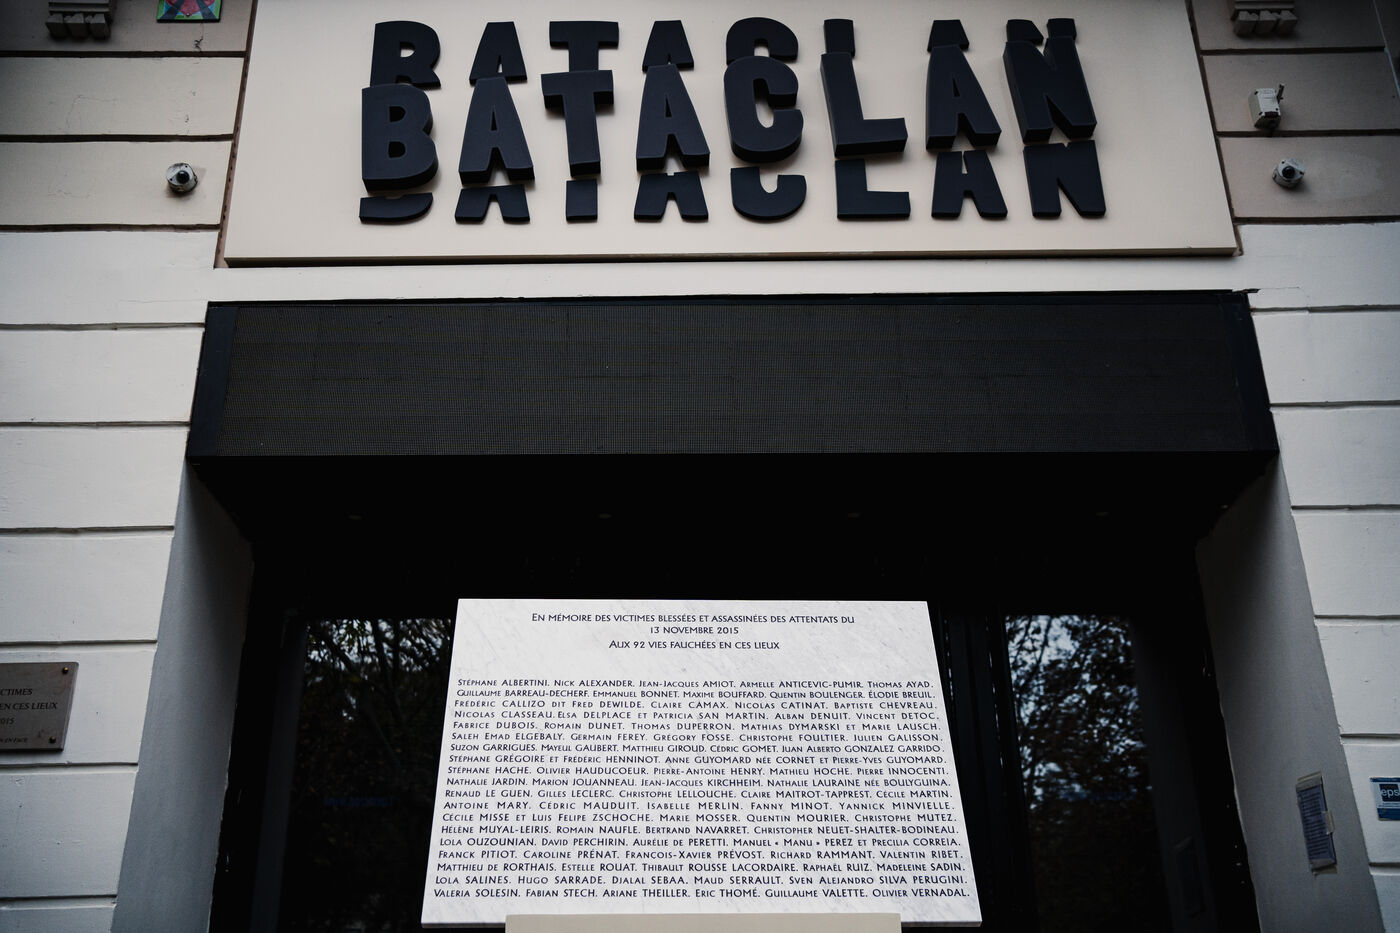 BATACLAN
En mémoire des victimes blessées et assassinées des attentats du
13 novembre 2015
Aux 92 vies fauchées en ces lieux
Stéphane ALBERTINI. Nick ALEXANDER. Jean-Jacques AMIOT. Armelle ANTICEVIC-PUMIR. Thomas AYAD.
Guillaume BARREAU-DECHERF. Emmanuel BONNET. Maxime BOUFFARD. Quentin BOULENGER. Élodie BREUIL.
Frédéric CALLIZO dit Fred DEWILDE. Claire CAMAX. Nicolas CATINAT. Baptiste CHEVREAU.
Nicolas CLASSEAU. Elsa DELPLACE et Patricia SAN MARTIN. Alban DENUIT. Vincent DETOC.
Fabrice DUBOIS. Romain DUNET. Thomas DUPERRON. Mathias DYMARSKI et Marie LAUSCH.
Saleh Emad ELGEBALY. Germain FEREY. Grégory FOSSE. Christophe FOULTIER. Julien GALISSON.
Suzon GARRIGUES. Mayeul GAUBERT. Matthieu GIROUD. Cédric GOMET. Juan Alberto GONZALEZ GARRIDO.
Stephane GRÉGOIRE et Frédéric HENNINOT. Anne GUYOMARD née CORNET et Pierre-Yves GUYOMARD.
Stéphane HACHE. Olivier HAUDUCOEUR. Pierre-Antoine HENRY. Mathieu HOCHE. Pierre INNOCENTI.
Nathalie JARDIN. Marion JOUANNEAU. Jean-Jacques KIRCHHEIM. Nathalie LAURAINE née BOULYGUINA.
Renaud LE GUEN. Gilles LECLERC. Christophe LELLOUCHE. Claire MAITROT-TAPPREST. Cécile MARTIN.
Antoine MARY. Cédric MAUDUIT. Isabelle MERLIN. Fanny MINOT. Yannick MINVIELLE.
Cécile MISSE et Luis Felipe ZSCHOCHE. Marie MOSSER. Quentin MOURIER. Christophe MUTEZ.
Hélène MUYAL-LEIRIS. Romain NAUFLE. Bertrand NAVARRET. Christopher NEUET-SHALTER-BODINEAU.
Lola OUZOUNIAN. David PERCHIRIN. Aurélie de PERETTI. Manuel « Manu » PEREZ et Precilia CORREIA.
Franck PITIOT. Caroline PRÉNAT. François-Xavier PRÉVOST. Richard RAMMANT. Valentin RIBET.
Matthieu de RORTHAIS. Estelle ROUAT. Thibault ROUSSE LACORDAIRE. Raphaël RUIZ. Madeleine SADIN.
Lola SALINES. Hugo SARRADE. Djalal SEBAA. Maud SERRAULT. Sven Alejandro SILVA PERUGINI.
Valeria SOLESIN. Fabian STECH. Ariane THEILLER. Eric THOMÉ. Guillaume VALETTE. Olivier VERNADAL.
EN CES LIEUX
2015
EN FACE
eps